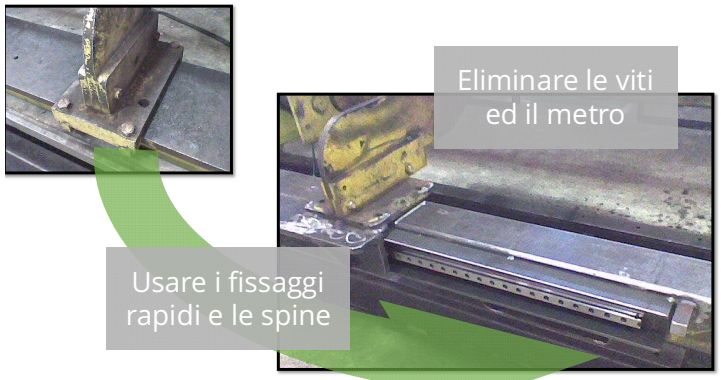 Eliminare le viti
ed il metro
Usare i fissaggi
rapidi e le spine